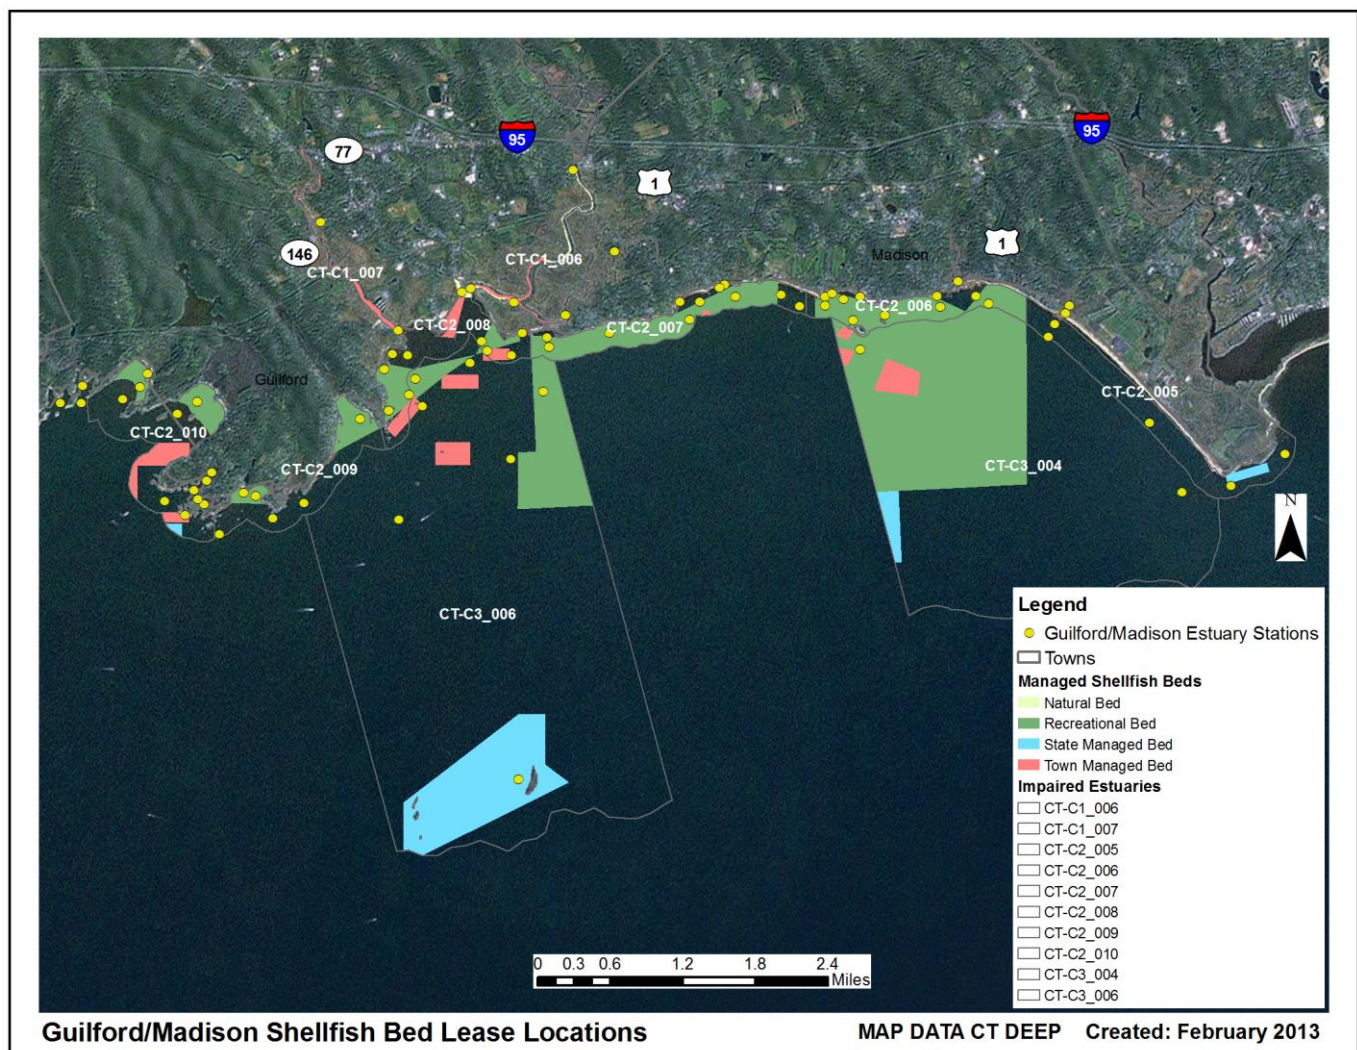 95
95
77
1
146
1
CT-C1_006
Madison
CT-C1_007
CT-C2_006
CT-C2_008
CT-C2_007
Guilford
CT-C2_005
CT-C2_010
CT-C2_009
CT-C3_004
N
CT-C3_006
Legend
Guilford/Madison Estuary Stations
Towns
Managed Shellfish Beds
Natural Bed
Recreational Bed
State Managed Bed
Town Managed Bed
Impaired Estuaries
CT-C1_006
CT-C1_007
CT-C2_005
CT-C2_006
CT-C2_007
CT-C2_008
CT-C2_009
CT-C2_010
CT-C3_004
CT-C3_006
0 0.3 0.6 1.2 1.8 2.4
Miles
Guilford/Madison Shellfish Bed Lease Locations MAP DATA CT DEEP Created: February 2013